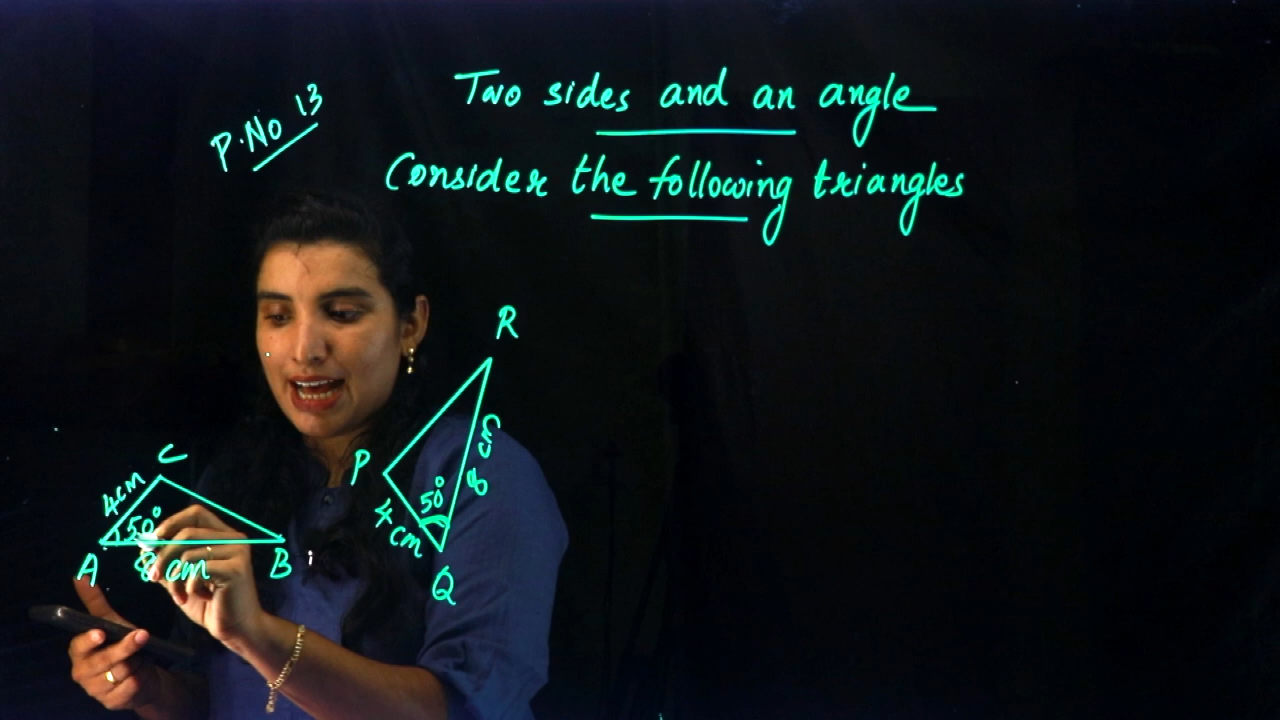 P.No 13
Two sides and an angle
Consider the following triangles
R
C
P
4cm
50°
8 cm
A
B
8 cm
50°
4 cm
Q